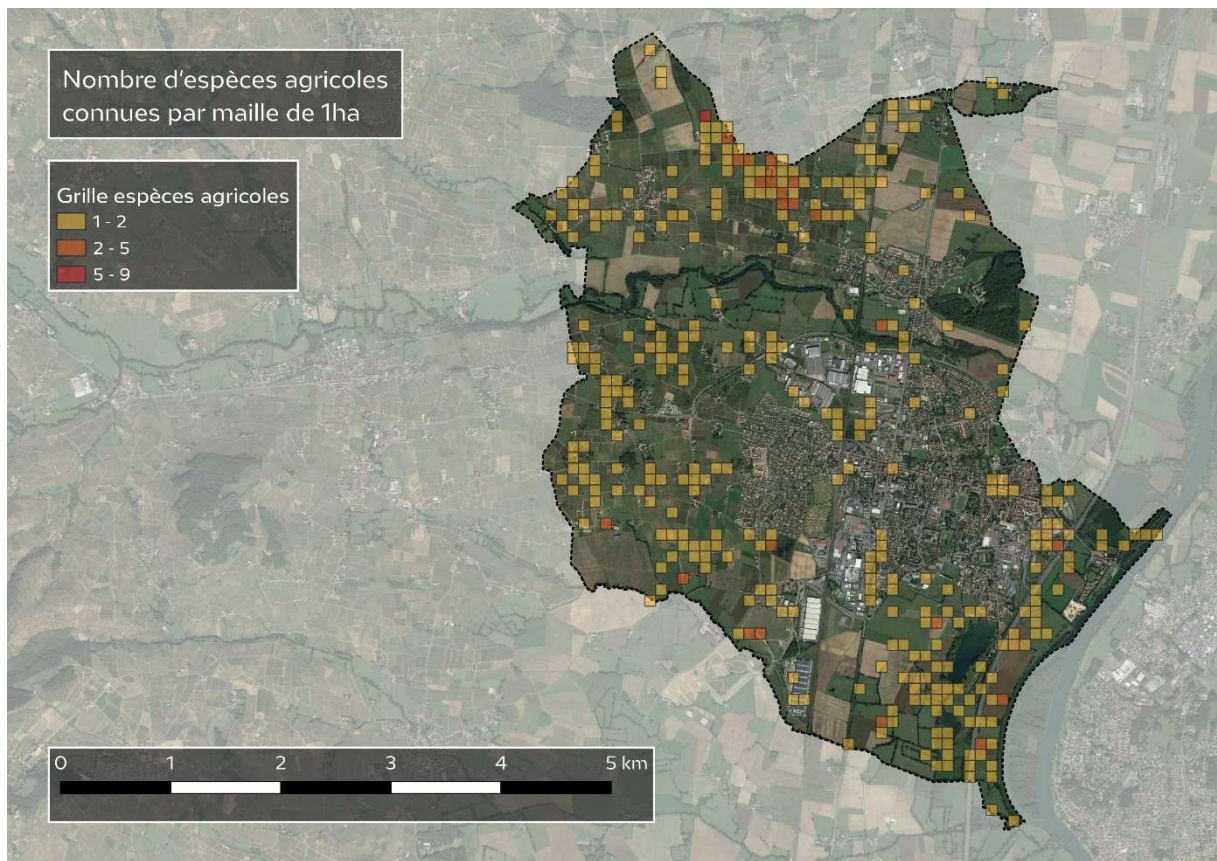 Nombre d'espèces agricoles
connues par maille de 1ha
Grille espèces agricoles
1 - 2
2 - 5
5 - 9
0 1 2 3 4 5 km